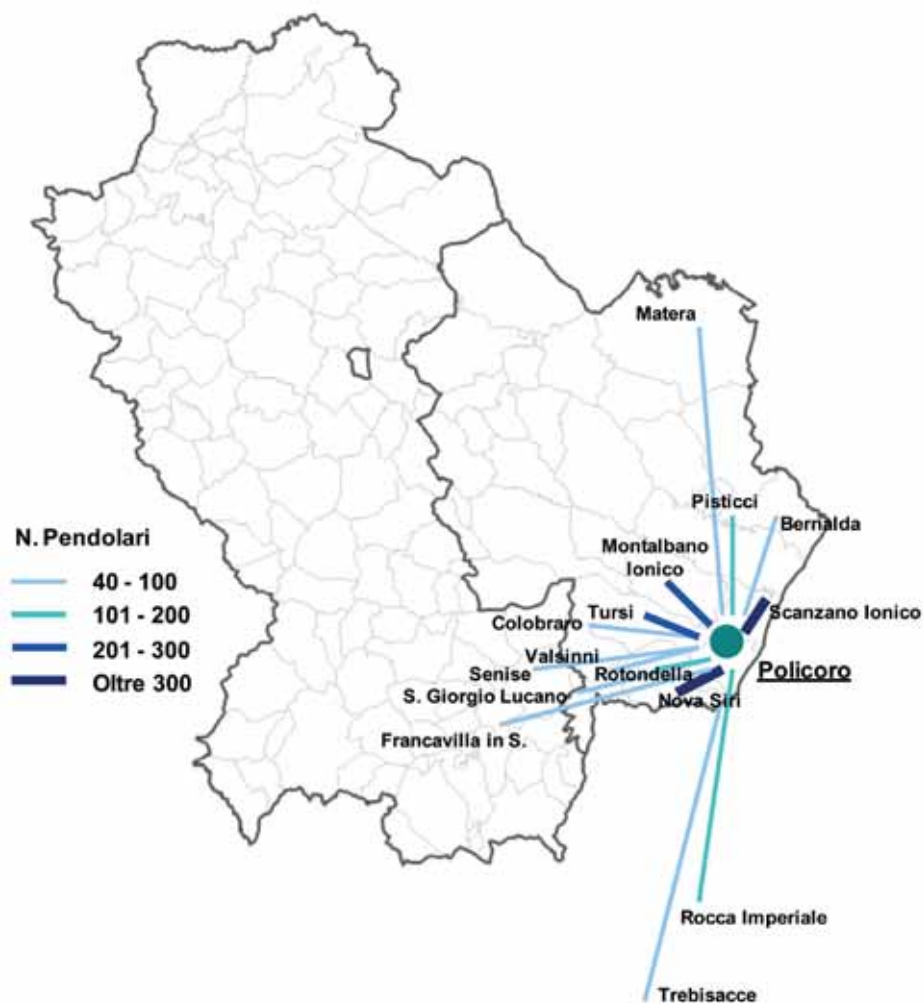 Matera
Pisticci
Bernalda
N. Pendolari
Montalbano
Ionico
40 - 100
101 - 200
201 - 300
Oltre 300
Tursi
Scanzano Ionico
Colobraro
Valsinni
Senise
Rotondella
Policoro
S. Giorgio Lucano
Nova Siri
Francavilla in S.
Rocca Imperiale
Trebisacce